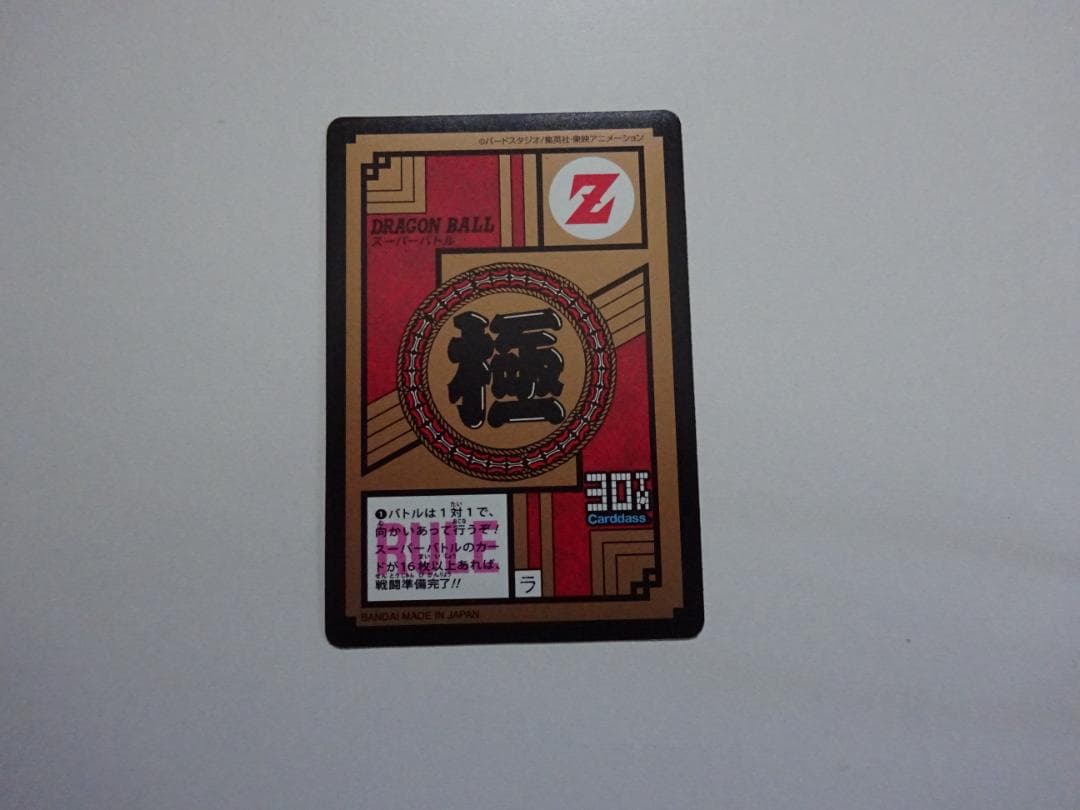 ©バードスタジオ/集英社・東映アニメーション
Z
DRAGON BALL
スーパーバトル
極
30th
Carddass
RULE
❶バトルは1対1で、
向かいあって行うぞ!
スーパーバトルのカー
ドが16枚以上あれば、
戦闘準備完了!!
ラ
BANDAI MADE IN JAPAN